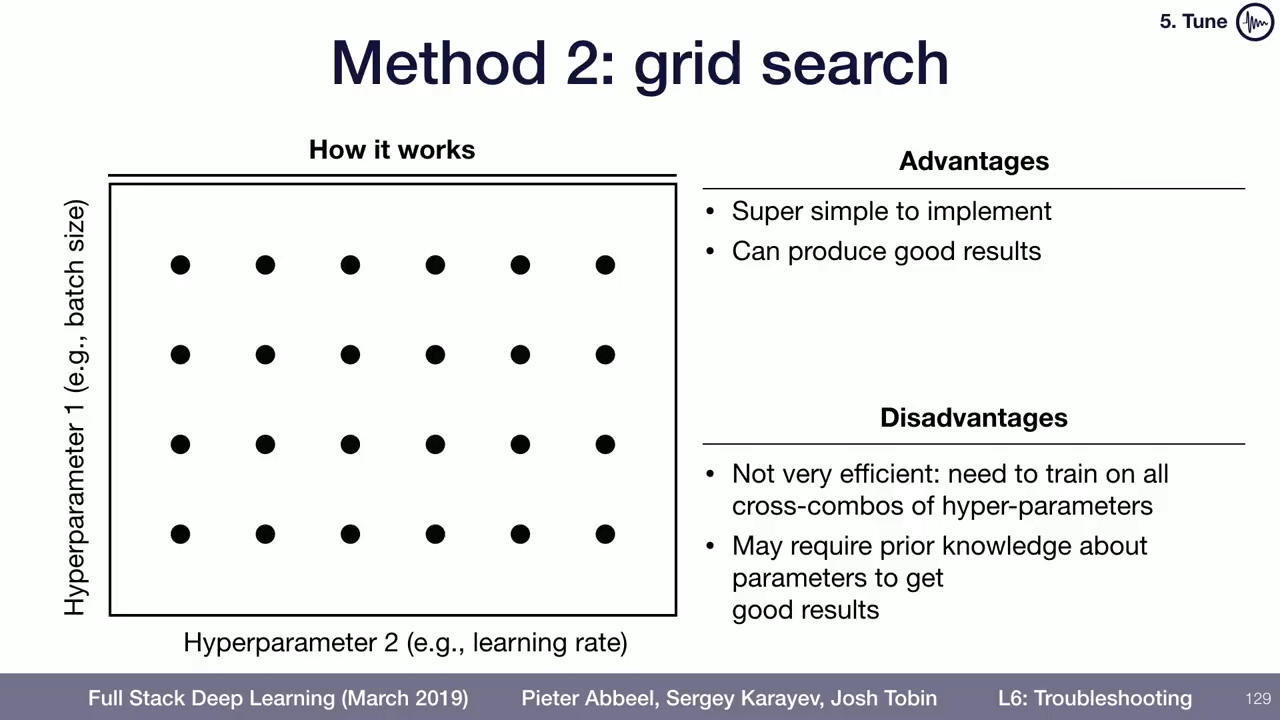 5. Tune
Method 2: grid search
How it works
Hyperparameter 1 (e.g., batch size)
Hyperparameter 2 (e.g., learning rate)
Advantages
• Super simple to implement
• Can produce good results
Disadvantages
• Not very efficient: need to train on all
cross-combos of hyper-parameters
• May require prior knowledge about
parameters to get
good results
Full Stack Deep Learning (March 2019) Pieter Abbeel, Sergey Karayev, Josh Tobin L6: Troubleshooting 129